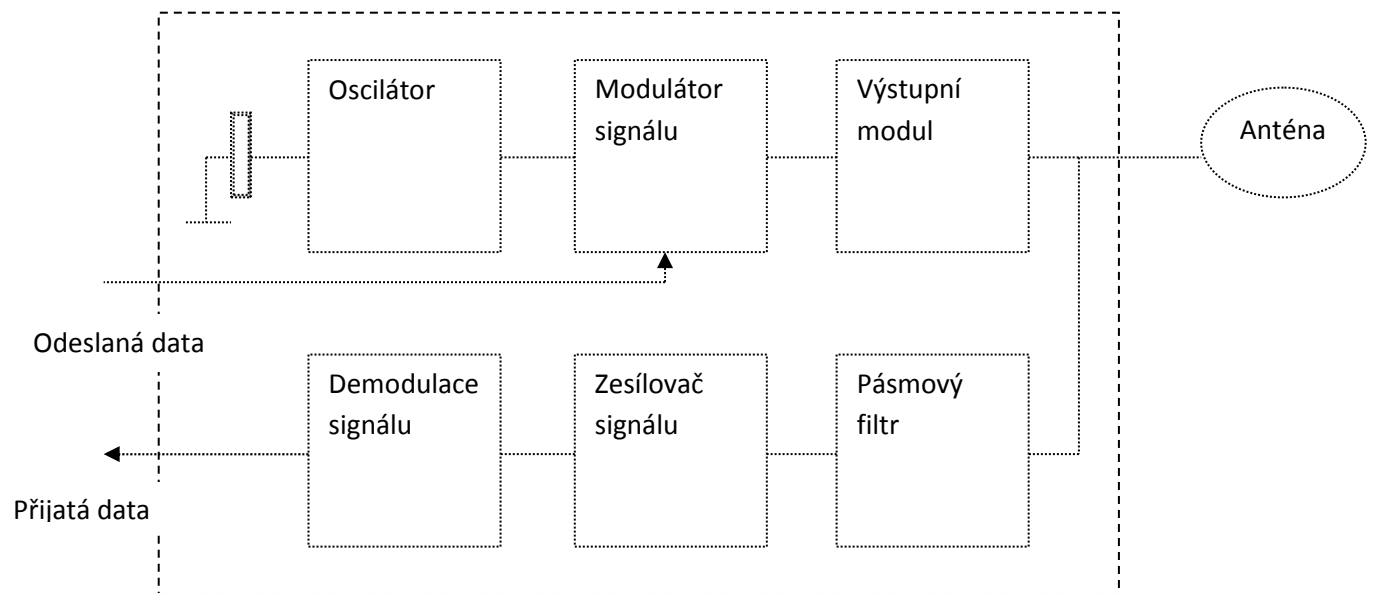 Oscilátor
Modulátor
signálu
Výstupní
modul
Anténa
Odeslaná data
Demodulace
signálu
Zesílovač
signálu
Pásmový
filtr
Přijatá data